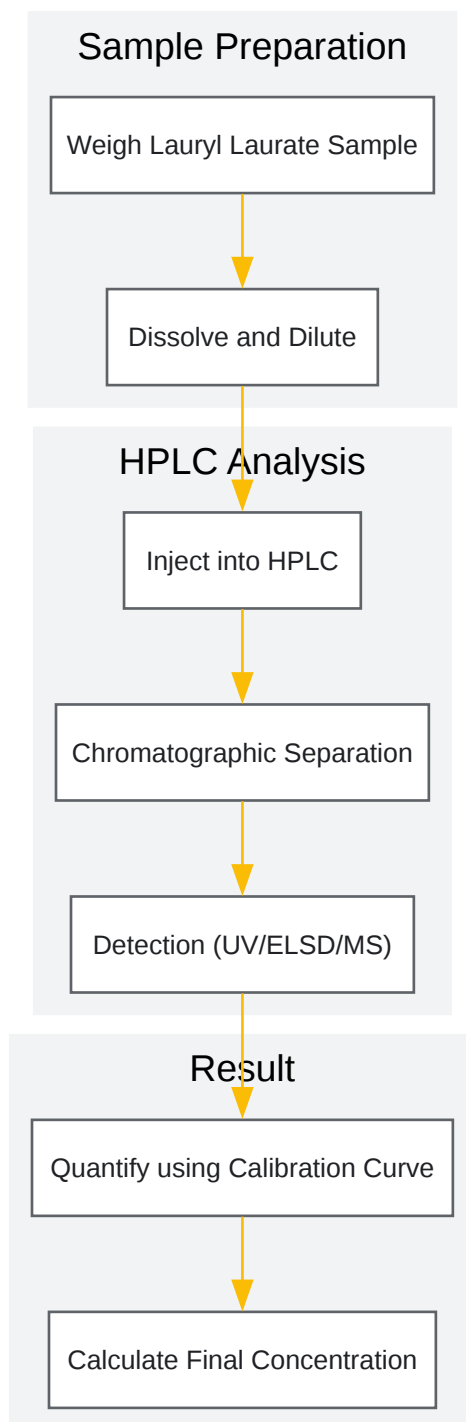 Sample Preparation
Weigh Lauryl Laurate Sample
Dissolve and Dilute
HPLC Analysis
Inject into HPLC
Chromatographic Separation
Detection (UV/ELSD/MS)
Result
Quantify using Calibration Curve
Calculate Final Concentration